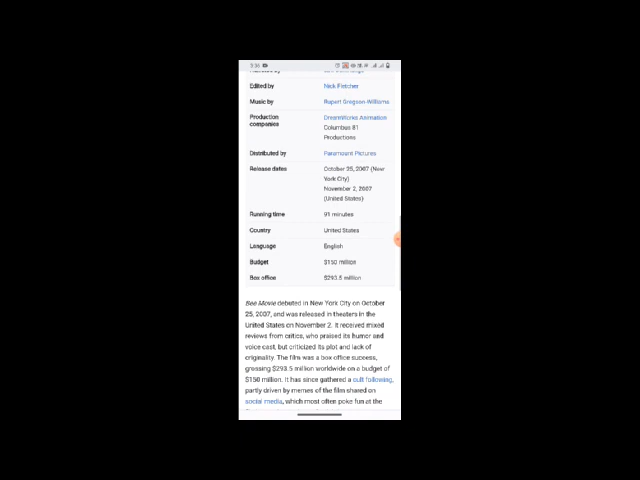 Edited by Nick Fletcher
Music by Rupert Gregson-Williams
Production companies DreamWorks Animation
Columbus 81
Productions
Distributed by Paramount Pictures
Release dates October 25, 2007 (New
York City)
November 2, 2007
(United States)
Running time 91 minutes
Country United States
Language English
Budget $150 million
Box office $293.5 million
Bee Movie debuted in New York City on October
25, 2007, and was released in theaters in the
United States on November 2. It received mixed
reviews from critics, who praised its humor and
voice cast, but criticized its plot and lack of
originality. The film was a box office success,
grossing $293.5 million worldwide on a budget of
$150 million. It has since gathered a cult following,
partly driven by memes of the film shared on
social media, which most often poke fun at the